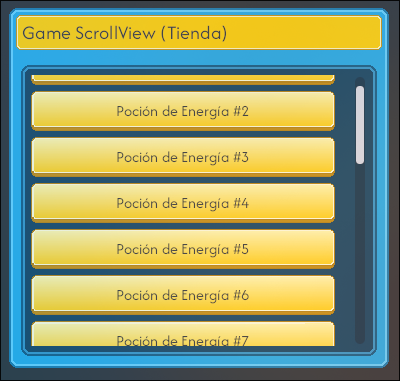 Game ScrollView (Tienda)
Poción de Energía #2
Poción de Energía #3
Poción de Energía #4
Poción de Energía #5
Poción de Energía #6
Poción de Energía #7